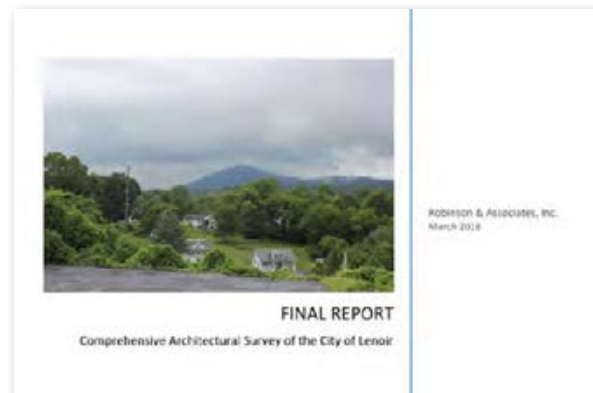 FINAL REPORT
Comprehensive Architectural Survey of the City of Lenoir
Robinson & Associates, Inc.
March 2018